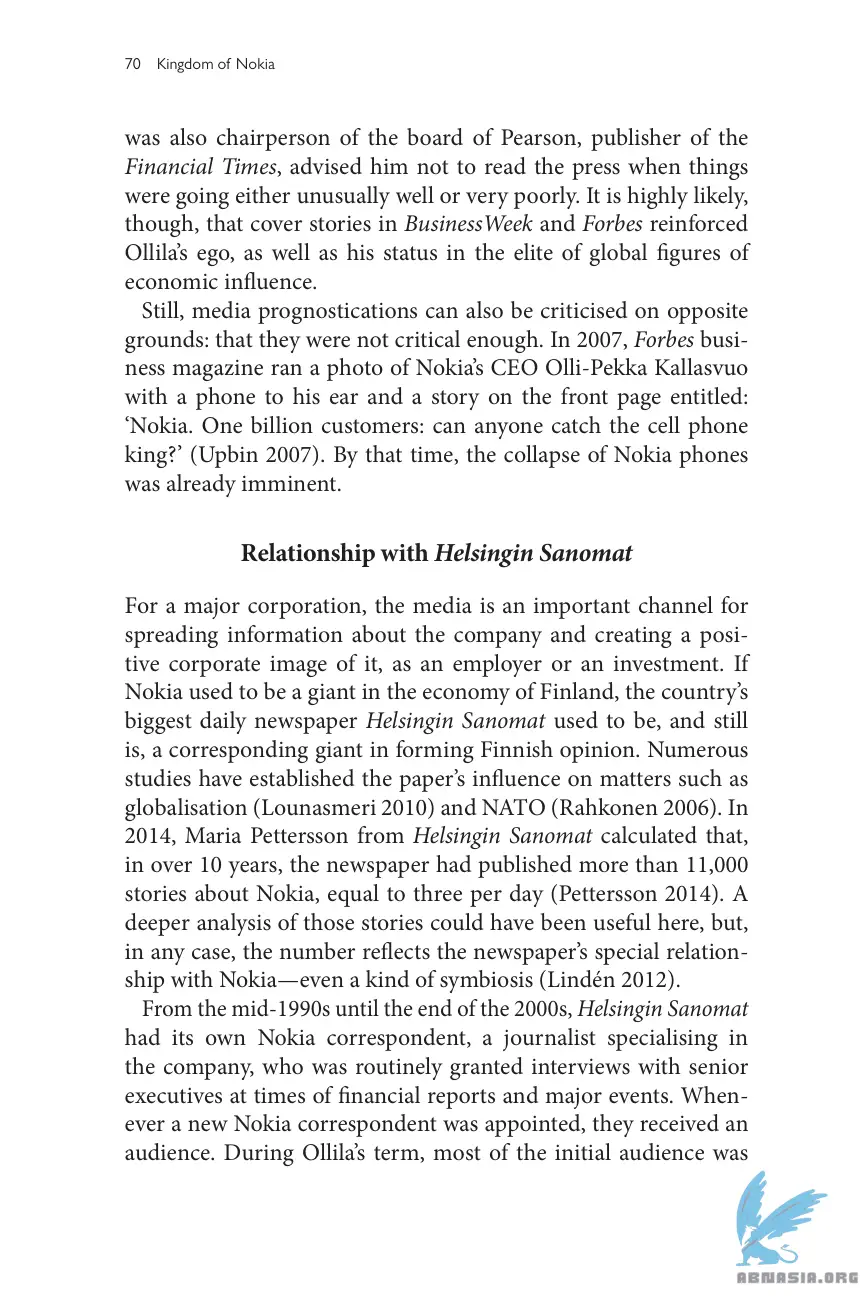 70 Kingdom of Nokia
was also chairperson of the board of Pearson, publisher of the
Financial Times, advised him not to read the press when things
were going either unusually well or very poorly. It is highly likely,
though, that cover stories in BusinessWeek and Forbes reinforced
Ollila’s ego, as well as his status in the elite of global figures of
economic influence.
Still, media prognostications can also be criticised on opposite
grounds: that they were not critical enough. In 2007, Forbes busi-
ness magazine ran a photo of Nokia’s CEO Olli-Pekka Kallasvuo
with a phone to his ear and a story on the front page entitled:
‘Nokia. One billion customers: can anyone catch the cell phone
king?’ (Upbin 2007). By that time, the collapse of Nokia phones
was already imminent.
Relationship with Helsingin Sanomat
For a major corporation, the media is an important channel for
spreading information about the company and creating a posi-
tive corporate image of it, as an employer or an investment. If
Nokia used to be a giant in the economy of Finland, the country’s
biggest daily newspaper Helsingin Sanomat used to be, and still
is, a corresponding giant in forming Finnish opinion. Numerous
studies have established the paper’s influence on matters such as
globalisation (Lounasmeri 2010) and NATO (Rahkonen 2006). In
2014, Maria Pettersson from Helsingin Sanomat calculated that,
in over 10 years, the newspaper had published more than 11,000
stories about Nokia, equal to three per day (Pettersson 2014). A
deeper analysis of those stories could have been useful here, but,
in any case, the number reflects the newspaper’s special relation-
ship with Nokia—even a kind of symbiosis (Lindén 2012).
From the mid-1990s until the end of the 2000s, Helsingin Sanomat
had its own Nokia correspondent, a journalist specialising in
the company, who was routinely granted interviews with senior
executives at times of financial reports and major events. When-
ever a new Nokia correspondent was appointed, they received an
audience. During Ollila’s term, most of the initial audience was
ABNASIA.ORG